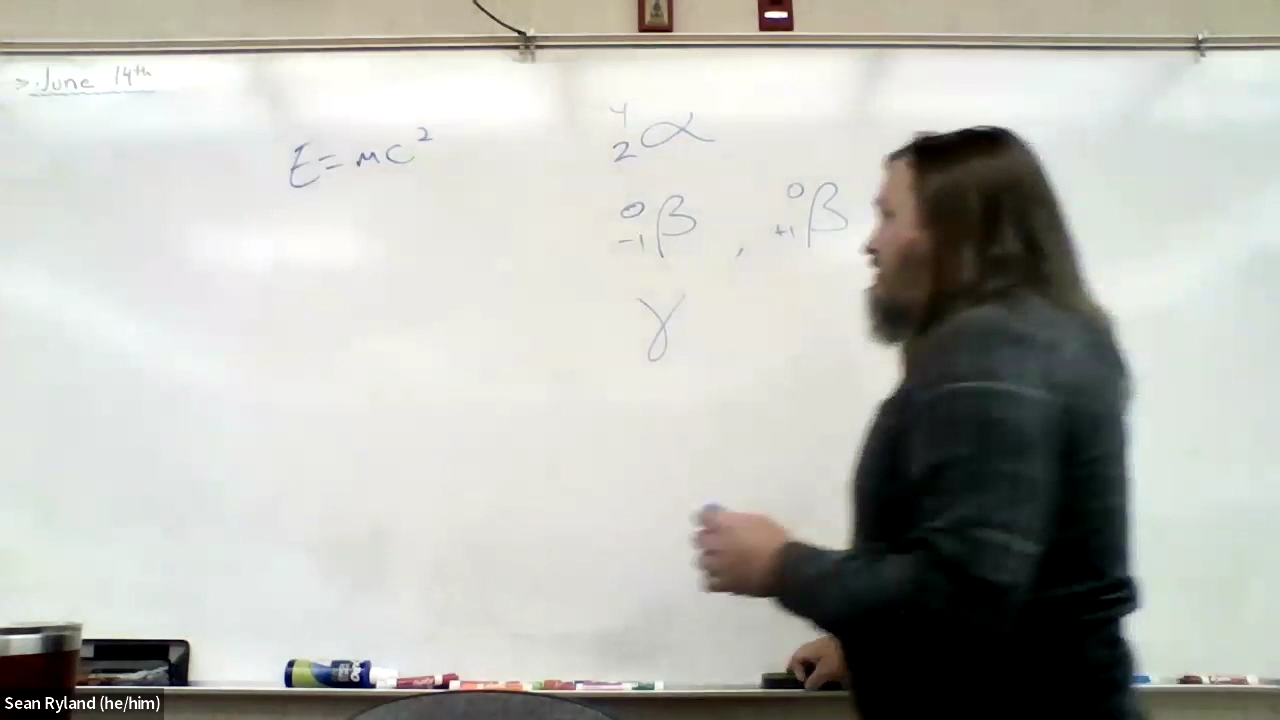 June 14th
E=mc²
⁴₂α
⁰₋₁β , ⁰₊₁β
γ
Sean Ryland (he/him)